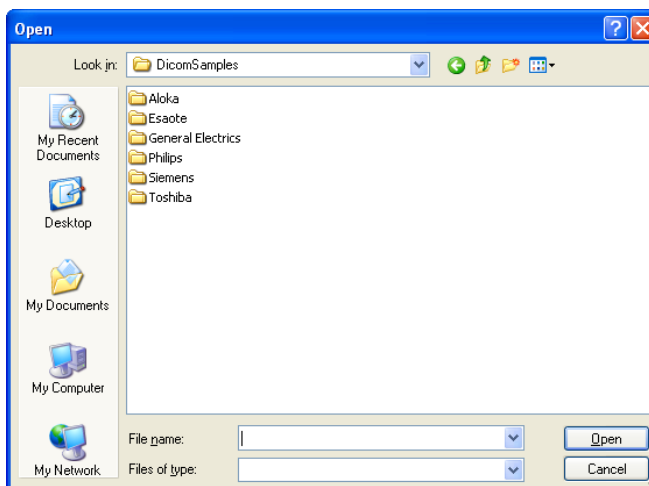 Open
Look in: DicomSamples
My Recent
Documents
Desktop
My Documents
My Computer
My Network
Aloka
Esaote
General Electrics
Philips
Siemens
Toshiba
File name:
Open
Files of type:
Cancel